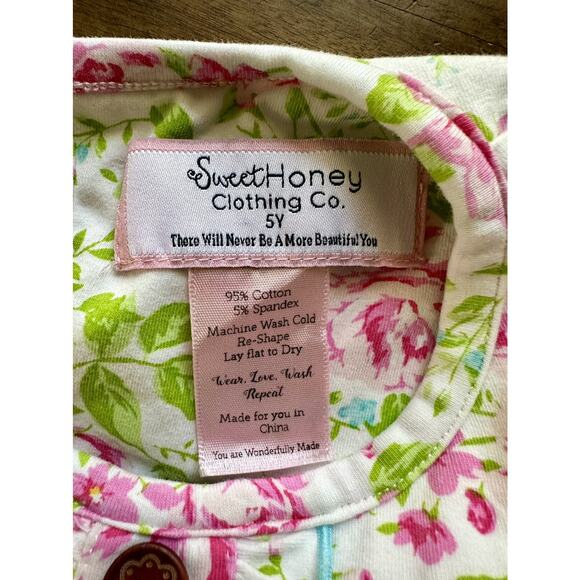 SweetHoney
Clothing Co.
5Y
There Will Never Be A More Beautiful You
95% Cotton
5% Spandex
Machine Wash Cold
Re-Shape
Lay flat to Dry
Wear. Love. Wash
Repeat
Made for you in
China
You are Wonderfully Made